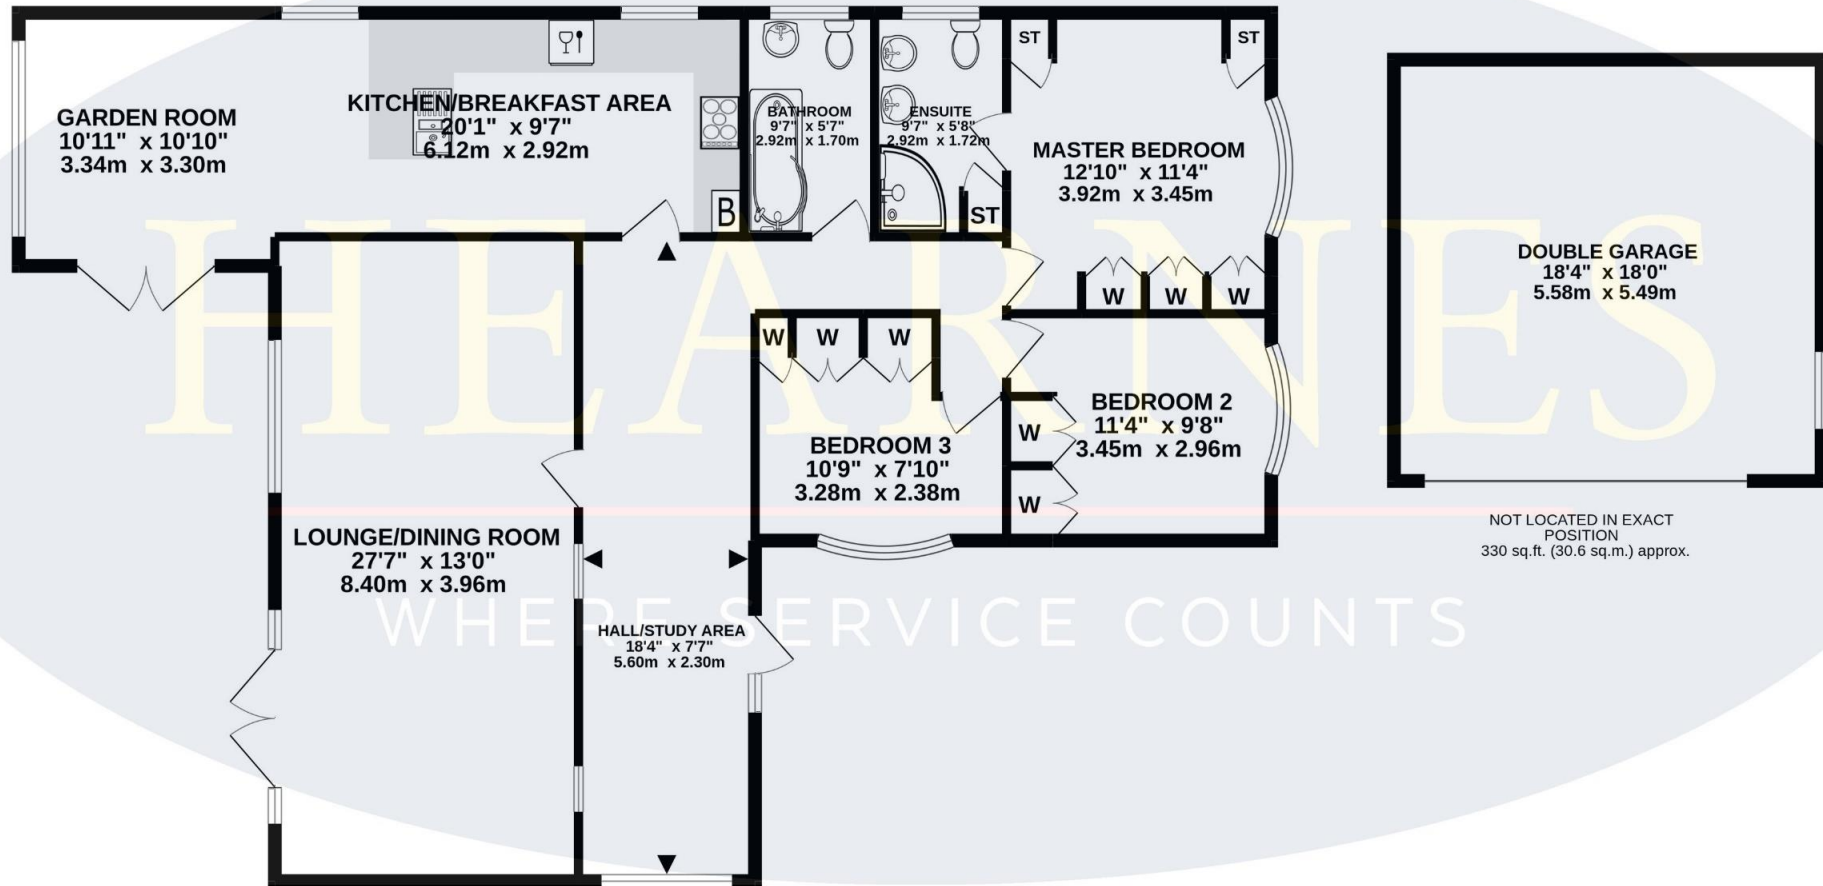 ST
ST
GARDEN ROOM
10'11" x 10'10"
3.34m x 3.30m
KITCHEN/BREAKFAST AREA
20'1" x 9'7"
6.12m x 2.92m
B
BATHROOM
9'7" x 5'7"
2.92m x 1.70m
ENSUITE
9'7" x 5'8"
2.92m x 1.72m
ST
MASTER BEDROOM
12'10" x 11'4"
3.92m x 3.45m
W
W
W
DOUBLE GARAGE
18'4" x 18'0"
5.58m x 5.49m
HEARNES
W
W
W
BEDROOM 3
10'9" x 7'10"
3.28m x 2.38m
BEDROOM 2
11'4" x 9'8"
3.45m x 2.96m
W
W
NOT LOCATED IN EXACT
POSITION
330 sq.ft. (30.6 sq.m.) approx.
LOUNGE/DINING ROOM
27'7" x 13'0"
8.40m x 3.96m
WHERE SERVICE COUNTS
HALL/STUDY AREA
18'4" x 7'7"
5.60m x 2.30m